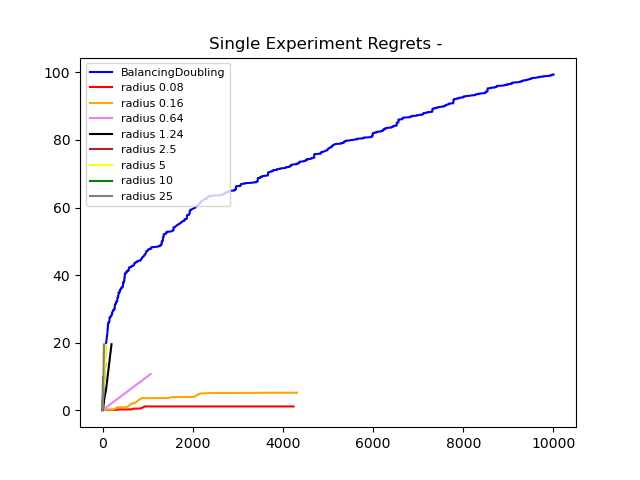 Single Experiment Regrets -
100
80
60
40
20
0
BalancingDoubling
radius 0.08
radius 0.16
radius 0.64
radius 1.24
radius 2.5
radius 5
radius 10
radius 25
0 2000 4000 6000 8000 10000